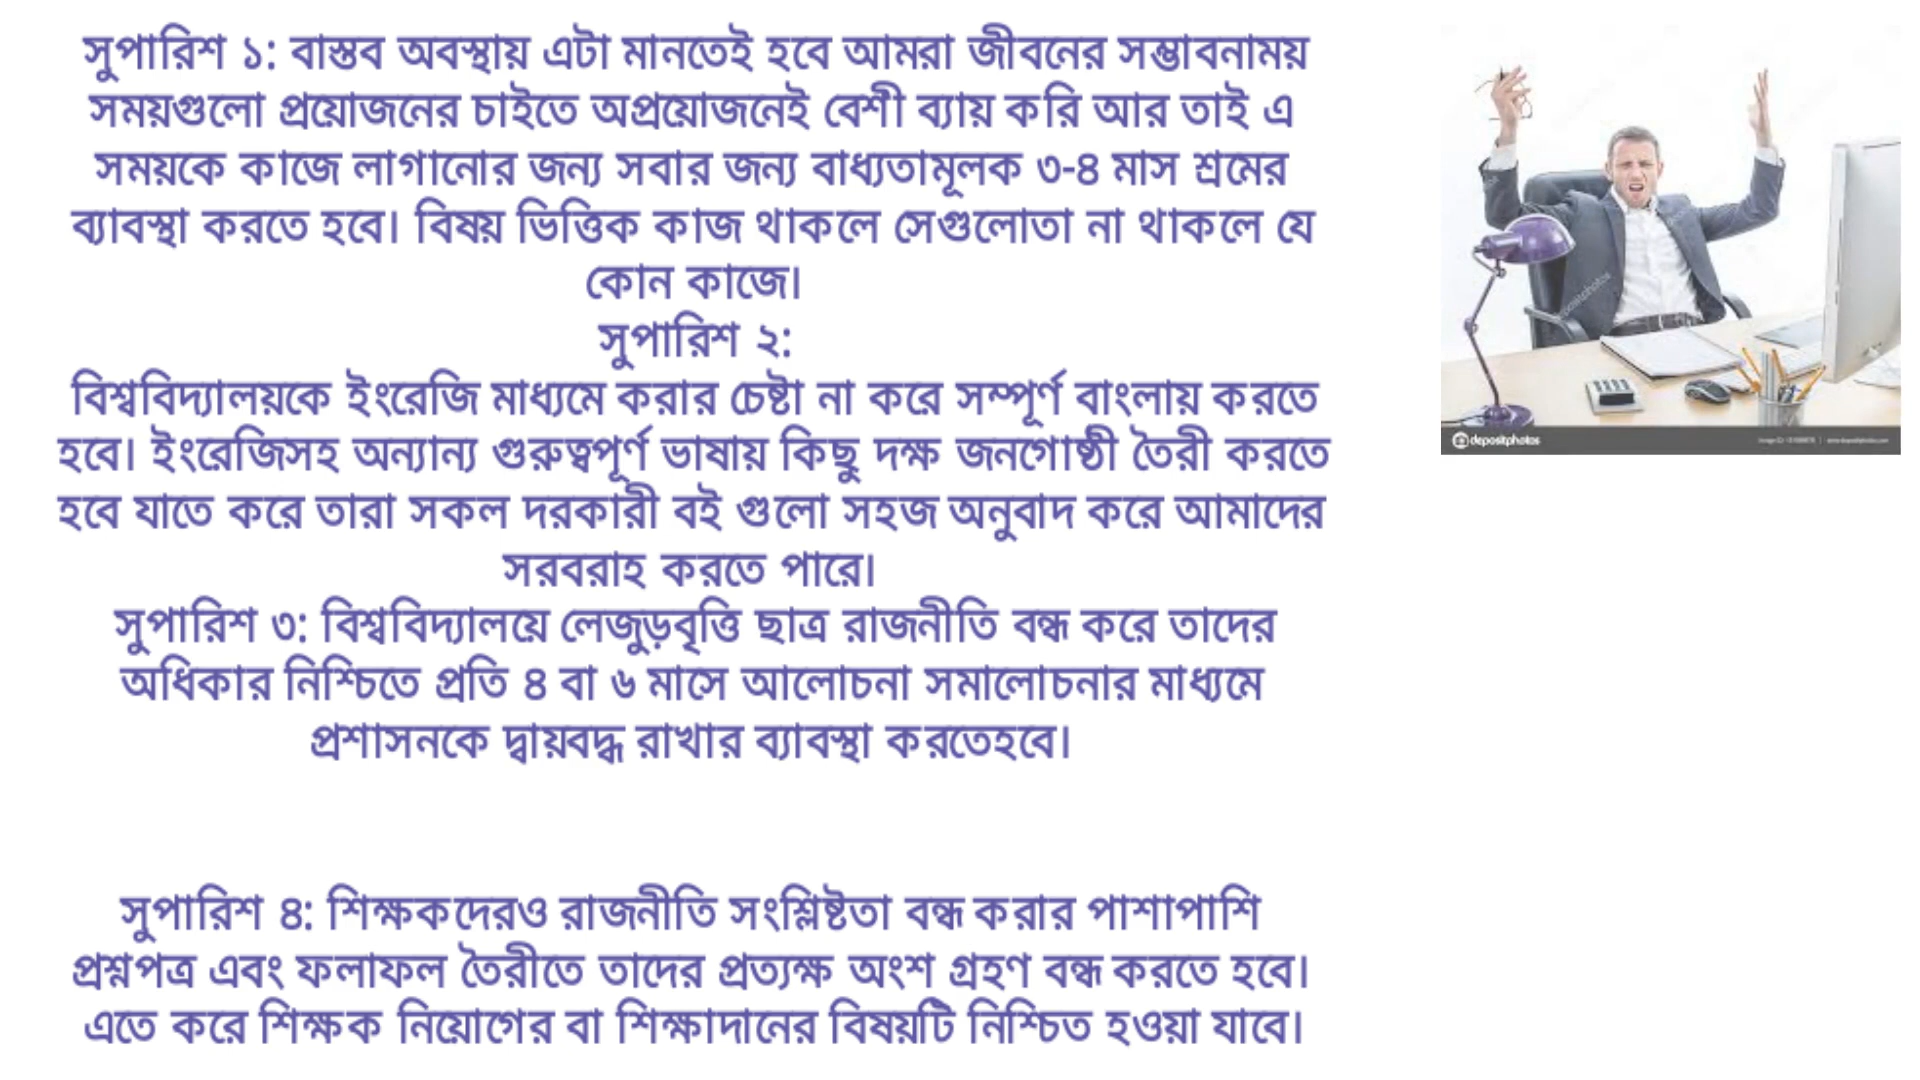 সুপারিশ ১: বাস্তব অবস্থায় এটা মানতেই হবে আমরা জীবনের সম্ভাবনাময়
সময়গুলো প্রয়োজনের চাইতে অপ্রয়োজনেই বেশী ব্যায় করি আর তাই এ
সময়কে কাজে লাগানোর জন্য সবার জন্য বাধ্যতামূলক ৩-৪ মাস শ্রমের
ব্যাবস্থা করতে হবে। বিষয় ভিত্তিক কাজ থাকলে সেগুলোতা না থাকলে যে
কোন কাজে।
সুপারিশ ২:
বিশ্ববিদ্যালয়কে ইংরেজি মাধ্যমে করার চেষ্টা না করে সম্পূর্ণ বাংলায় করতে
হবে। ইংরেজিসহ অন্যান্য গুরুত্বপূর্ণ ভাষায় কিছু দক্ষ জনগোষ্ঠী তৈরী করতে
হবে যাতে করে তারা সকল দরকারী বই গুলো সহজ অনুবাদ করে আমাদের
সরবরাহ করতে পারে।
সুপারিশ ৩: বিশ্ববিদ্যালয়ে লেজুড়বৃত্তি ছাত্র রাজনীতি বন্ধ করে তাদের
অধিকার নিশ্চিতে প্রতি ৪ বা ৬ মাসে আলোচনা সমালোচনার মাধ্যমে
প্রশাসনকে দ্বায়বদ্ধ রাখার ব্যাবস্থা করতেহবে।
সুপারিশ ৪: শিক্ষকদেরও রাজনীতি সংশ্লিষ্টতা বন্ধ করার পাশাপাশি
প্রশ্নপত্র এবং ফলাফল তৈরীতে তাদের প্রত্যক্ষ অংশ গ্রহণ বন্ধ করতে হবে।
এতে করে শিক্ষক নিয়োগের বা শিক্ষাদানের বিষয়টি নিশ্চিত হওয়া যাবে।
depositphotos